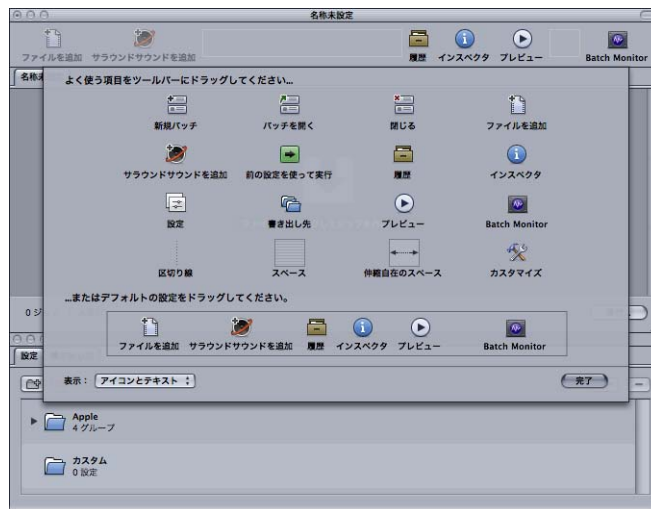 名称未設定
ファイルを追加 サラウンドサウンドを追加 履歴 インスペクタ プレビュー Batch Monitor
よく使う項目をツールバーにドラッグしてください...
新規バッチ バッチを開く 閉じる ファイルを追加
サラウンドサウンドを追加 前の設定を使って実行 履歴 インスペクタ
設定 書き出し先 プレビュー Batch Monitor
区切り線 スペース 伸縮自在のスペース カスタマイズ
...またはデフォルトの設定をドラッグしてください。
ファイルを追加 サラウンドサウンドを追加 履歴 インスペクタ プレビュー Batch Monitor
設定
表示： アイコンとテキスト 完了
Apple
4 グループ
カスタム
0 設定